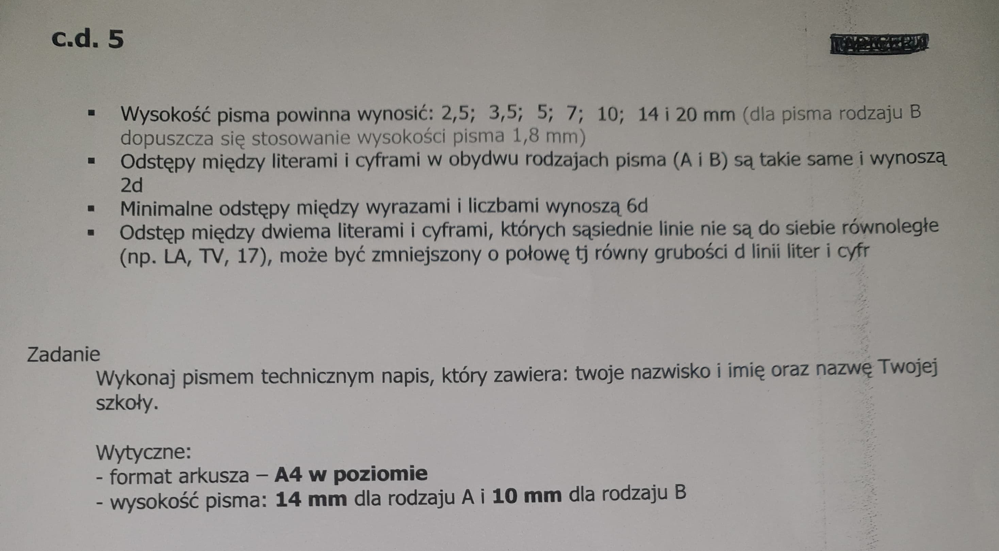 c.d. 5
▪ Wysokość pisma powinna wynosić: 2,5; 3,5; 5; 7; 10; 14 i 20 mm (dla pisma rodzaju B
dopuszcza się stosowanie wysokości pisma 1,8 mm)
▪ Odstępy między literami i cyframi w obydwu rodzajach pisma (A i B) są takie same i wynoszą
2d
▪ Minimalne odstępy między wyrazami i liczbami wynoszą 6d
▪ Odstęp między dwiema literami i cyframi, których sąsiednie linie nie są do siebie równoległe
(np. LA, TV, 17), może być zmniejszony o połowę tj równy grubości d linii liter i cyfr
Zadanie
Wykonaj pismem technicznym napis, który zawiera: twoje nazwisko i imię oraz nazwę Twojej
szkoły.
Wytyczne:
- format arkusza – A4 w poziomie
- wysokość pisma: 14 mm dla rodzaju A i 10 mm dla rodzaju B